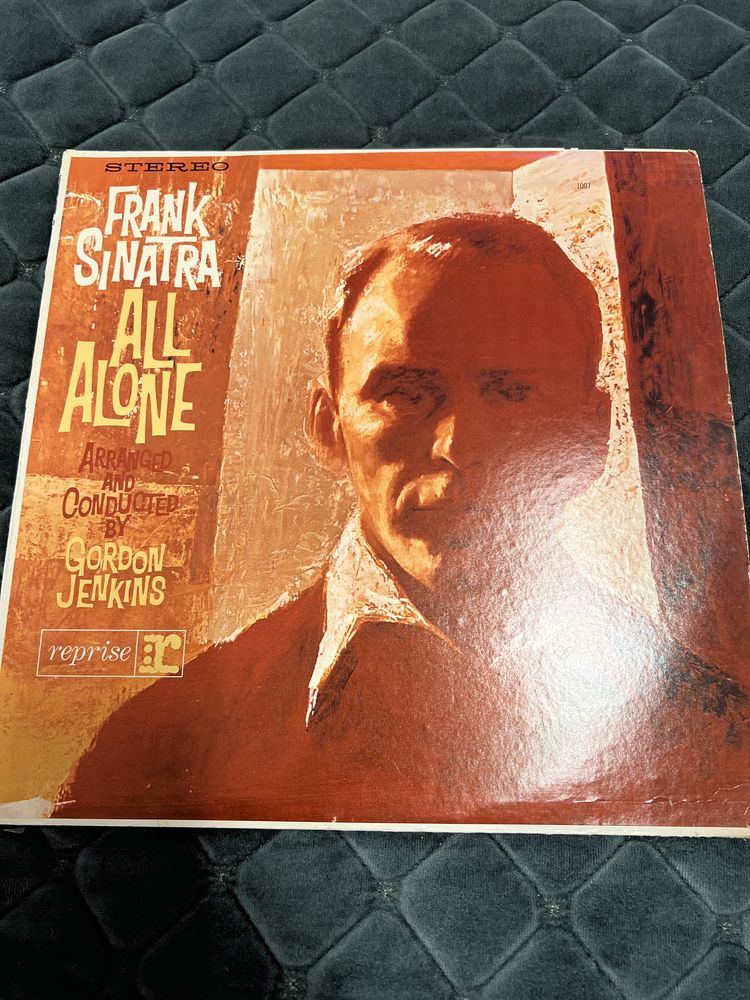 STEREO
1007
FRANK
SINATRA
ALL
ALONE
ARRANGED
AND
CONDUCTED
BY
GORDON
JENKINS
reprise r